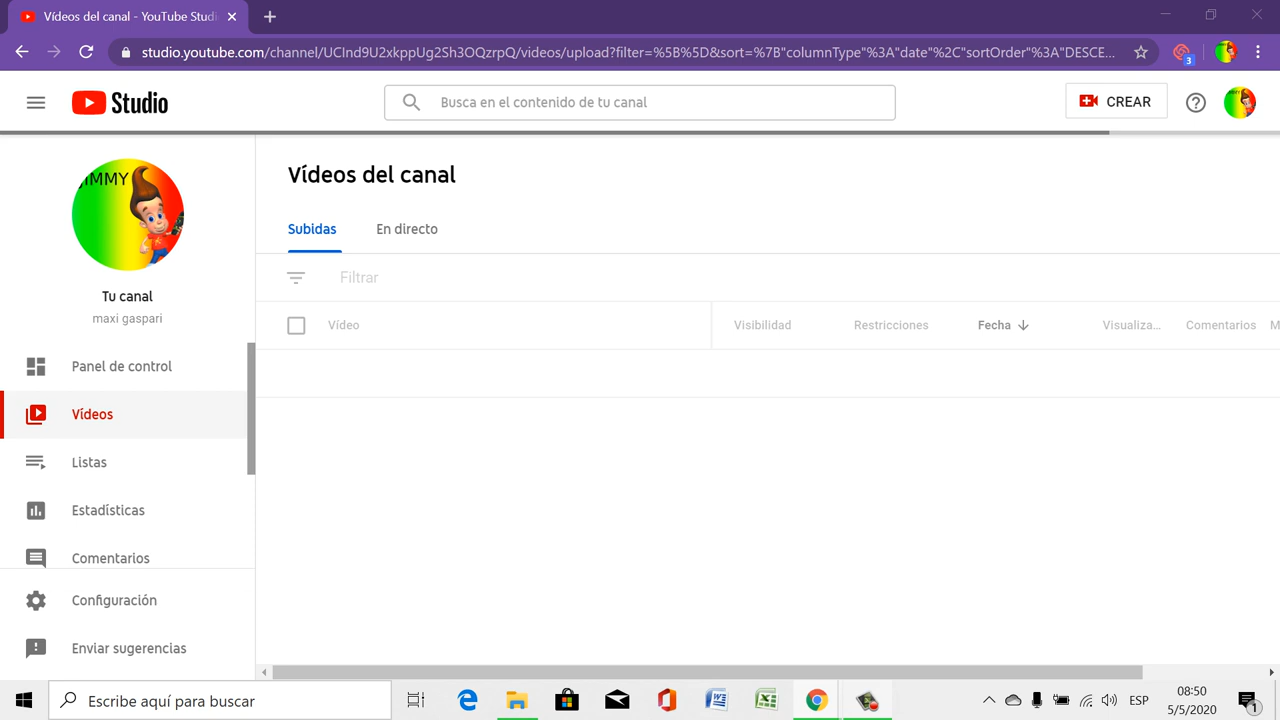 Vídeos del canal - YouTube Studi
studio.youtube.com/channel/UCInd9U2xkppUg2Sh3OQzrpQ/videos/upload?filter=%5B%5D&sort=%7B"columnType"%3A"date"%2C"sortOrder"%3A"DESCE...
3
Studio
Busca en el contenido de tu canal
CREAR
JIMMY
Tu canal
maxi gaspari
Panel de control
Vídeos
Listas
Estadísticas
Comentarios
Configuración
Enviar sugerencias
Vídeos del canal
Subidas En directo
Filtrar
Vídeo Visibilidad Restricciones Fecha Visualiza... Comentarios M
Escribe aquí para buscar
ESP
08:50
5/5/2020
1